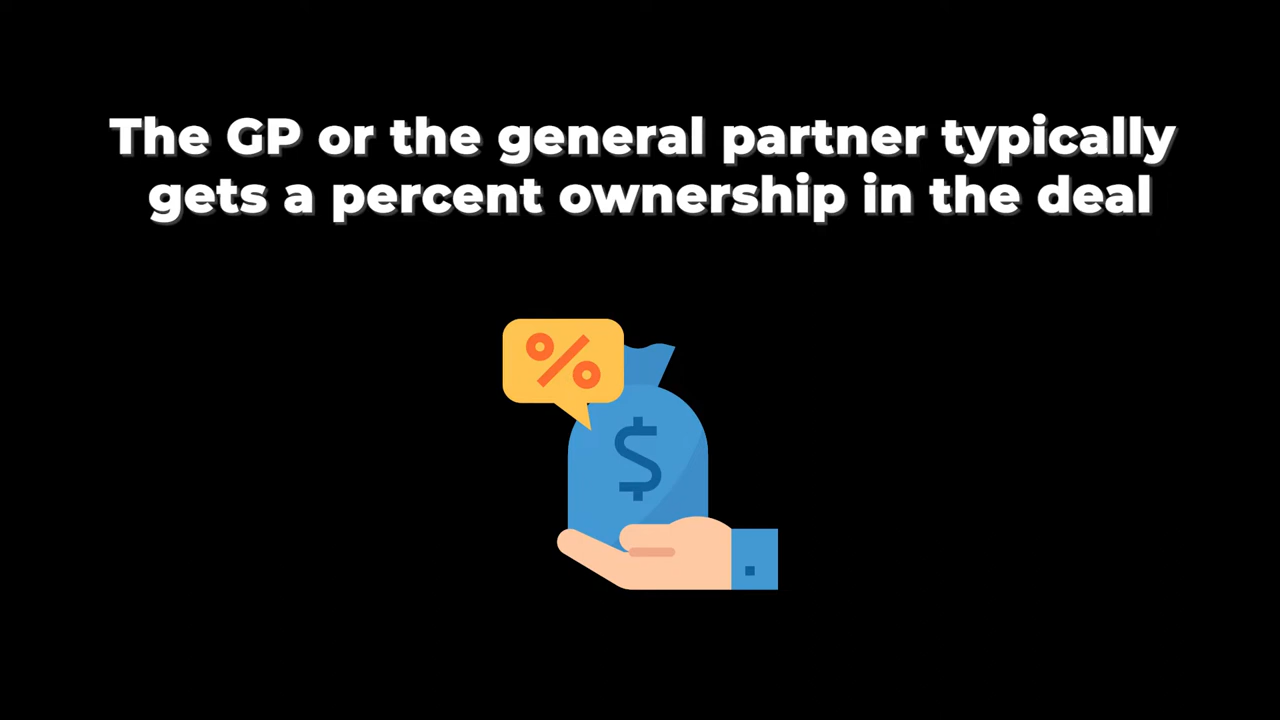 The GP or the general partner typically
gets a percent ownership in the deal
%
$